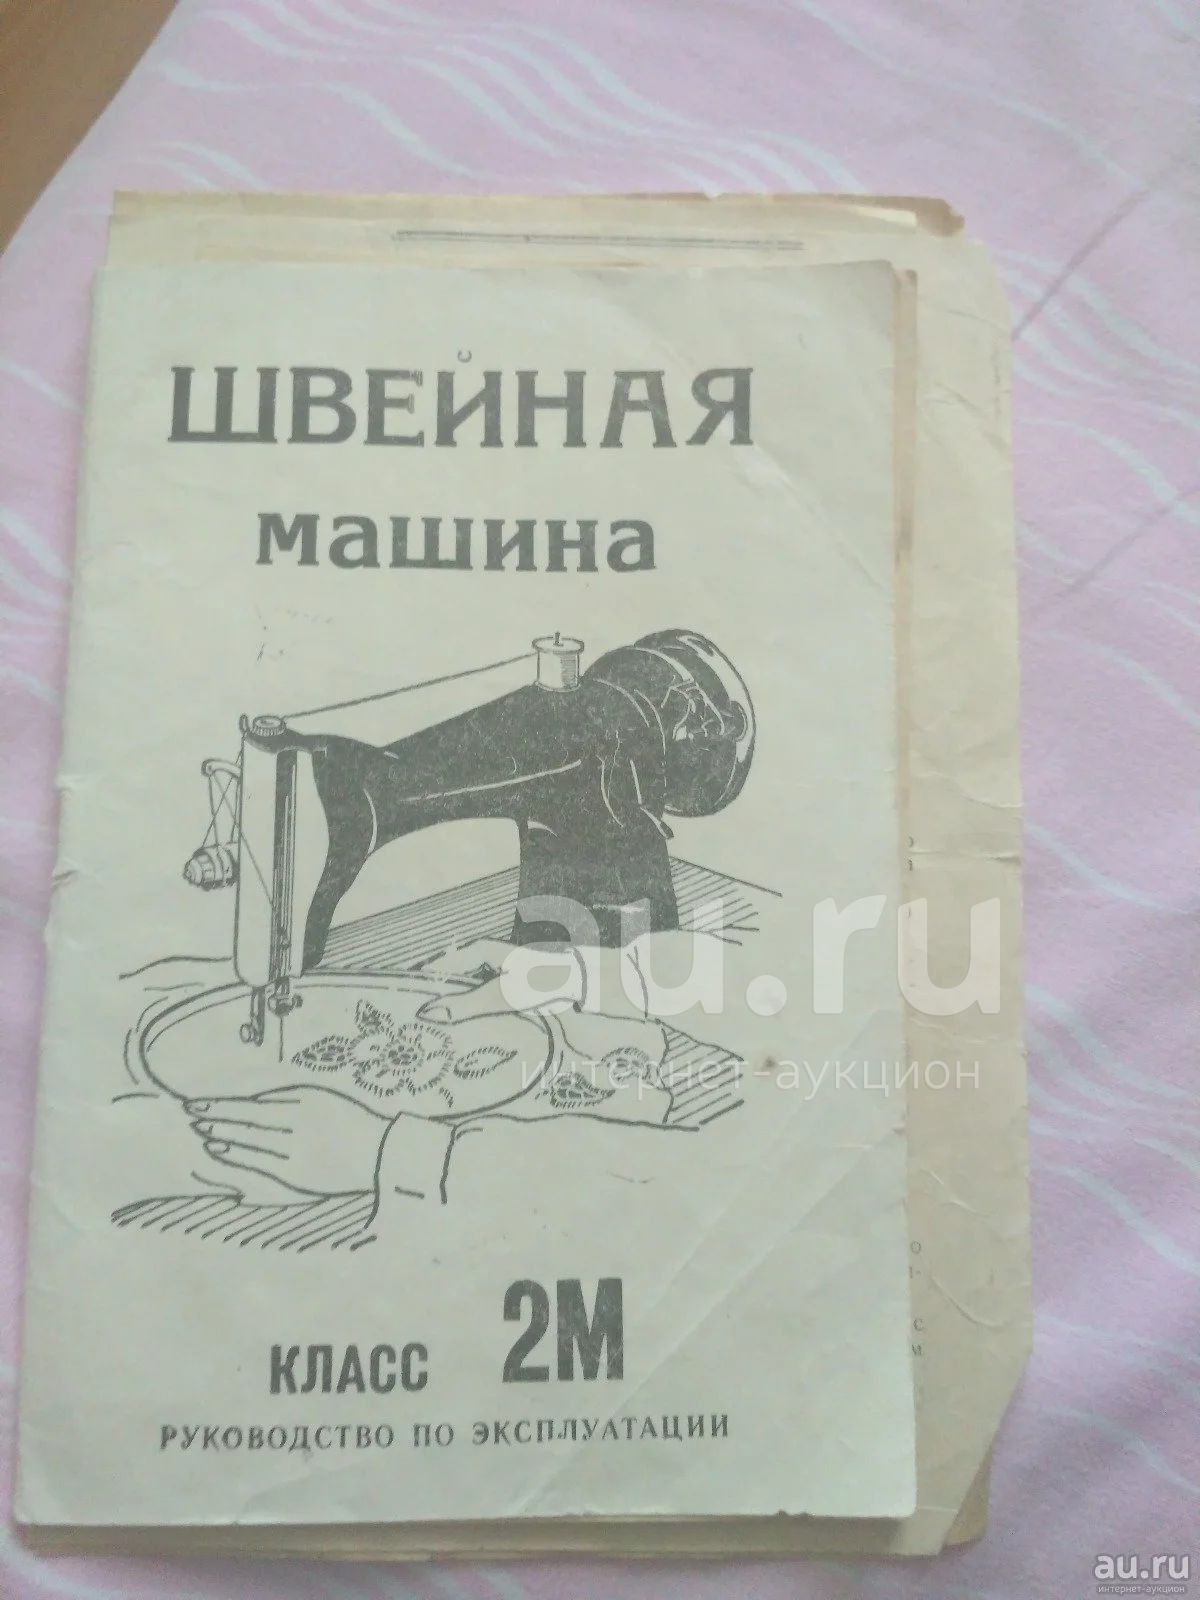 ШВЕЙНАЯ
машина
au.ru
интернет-аукцион
КЛАСС 2М
РУКОВОДСТВО ПО ЭКСПЛУАТАЦИИ
au.ru
интернет-аукцион